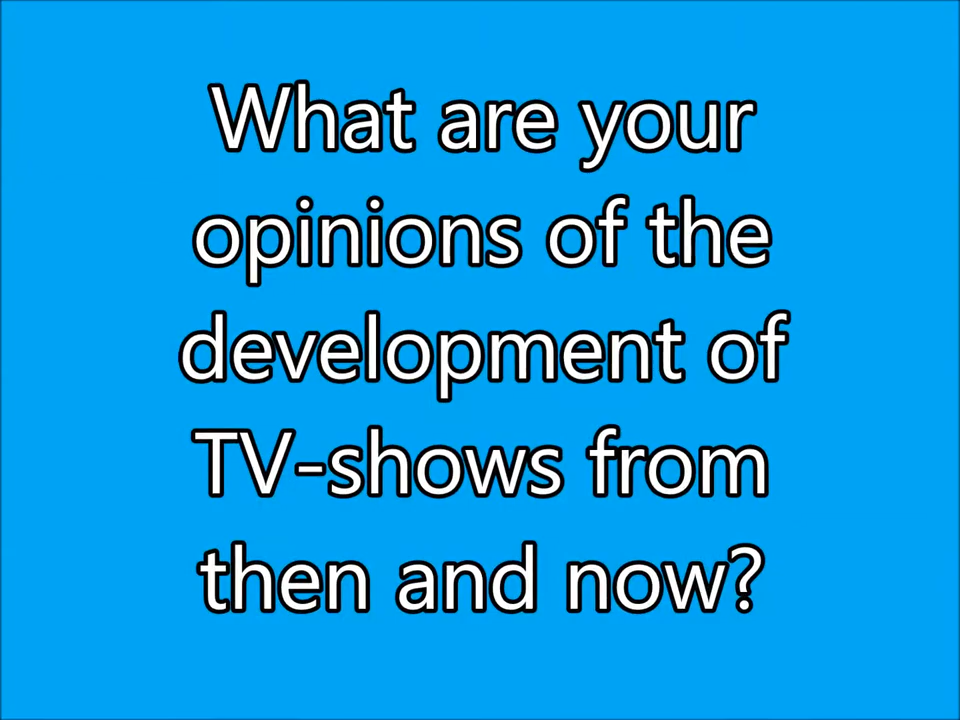 What are your
opinions of the
development of
TV-shows from
then and now?